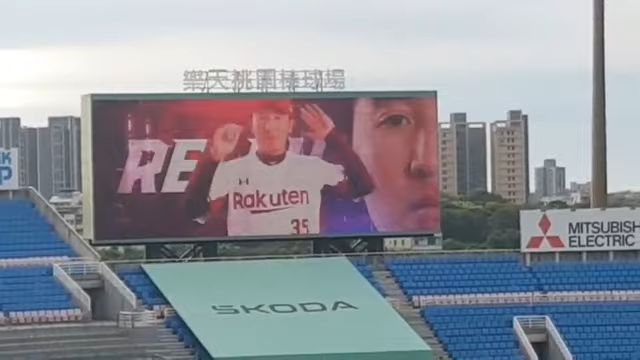 樂天桃園棒球場
RE
Rakuten
35
SKODA
MITSUBISHI
ELECTRIC